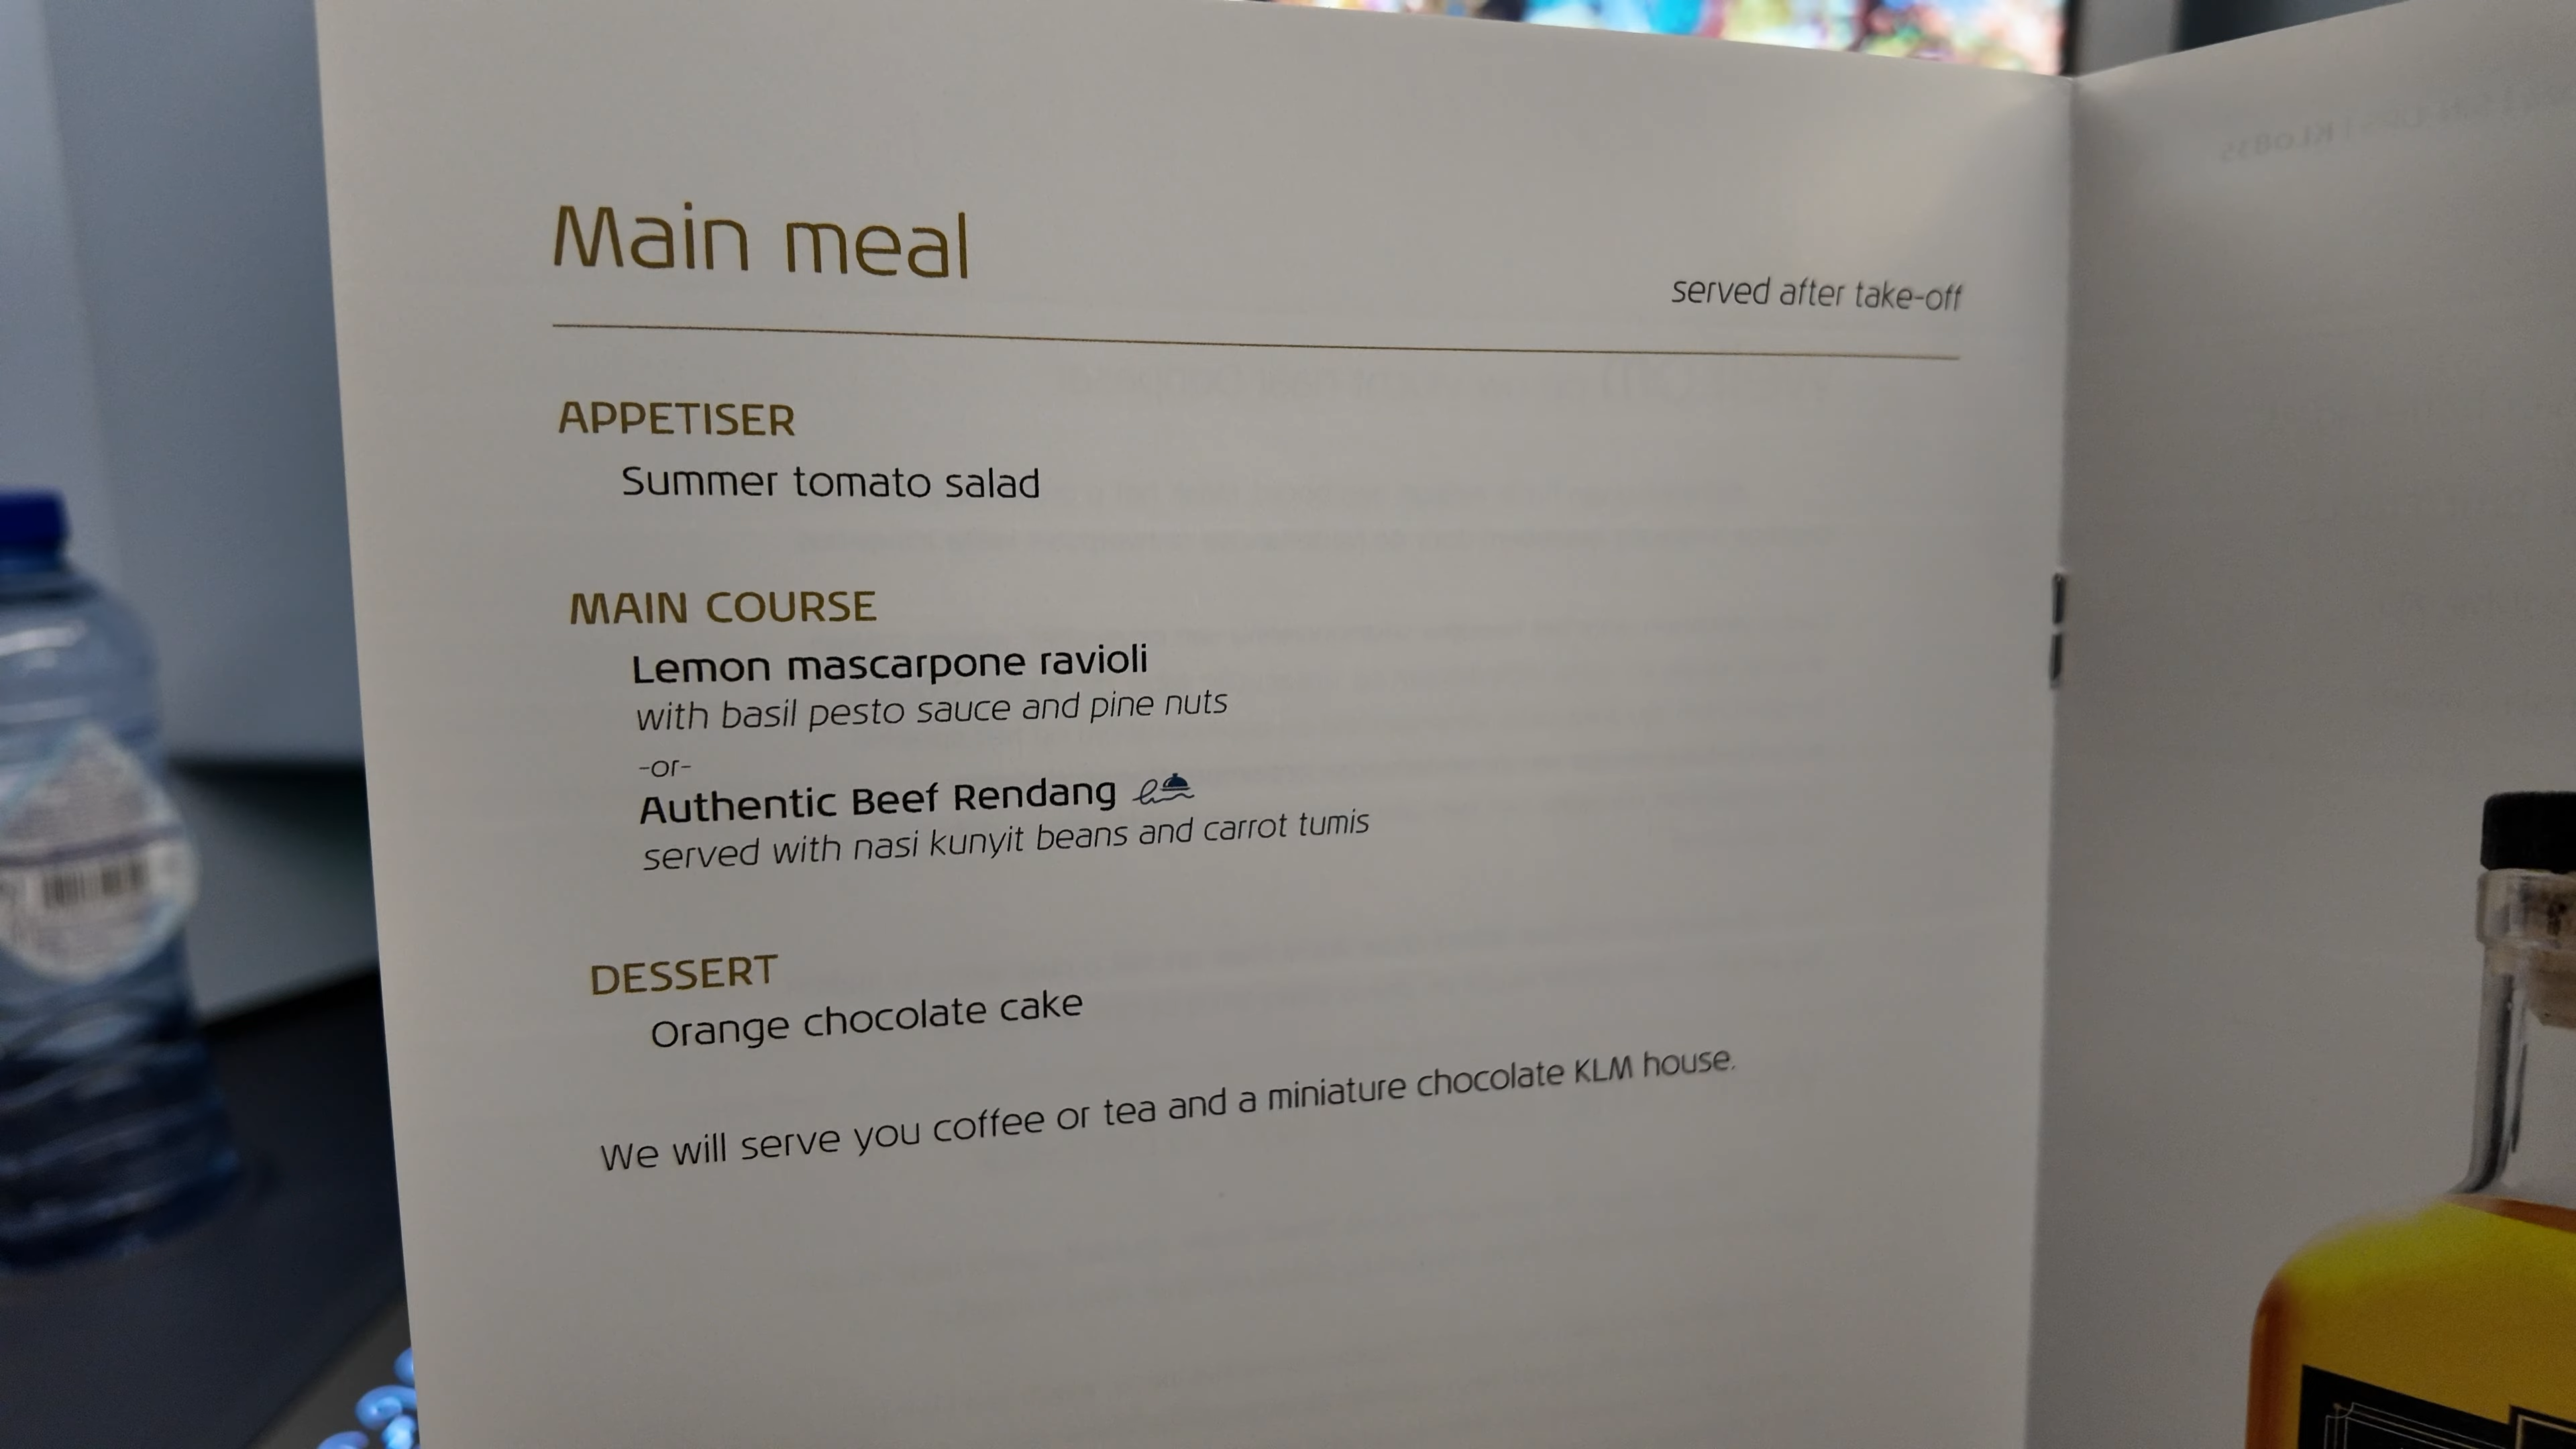 Main meal
served after take-off
APPETISER
Summer tomato salad
MAIN COURSE
Lemon mascarpone ravioli
with basil pesto sauce and pine nuts
-or-
Authentic Beef Rendang
served with nasi kunyit beans and carrot tumis
DESSERT
Orange chocolate cake
We will serve you coffee or tea and a miniature chocolate KLM house.